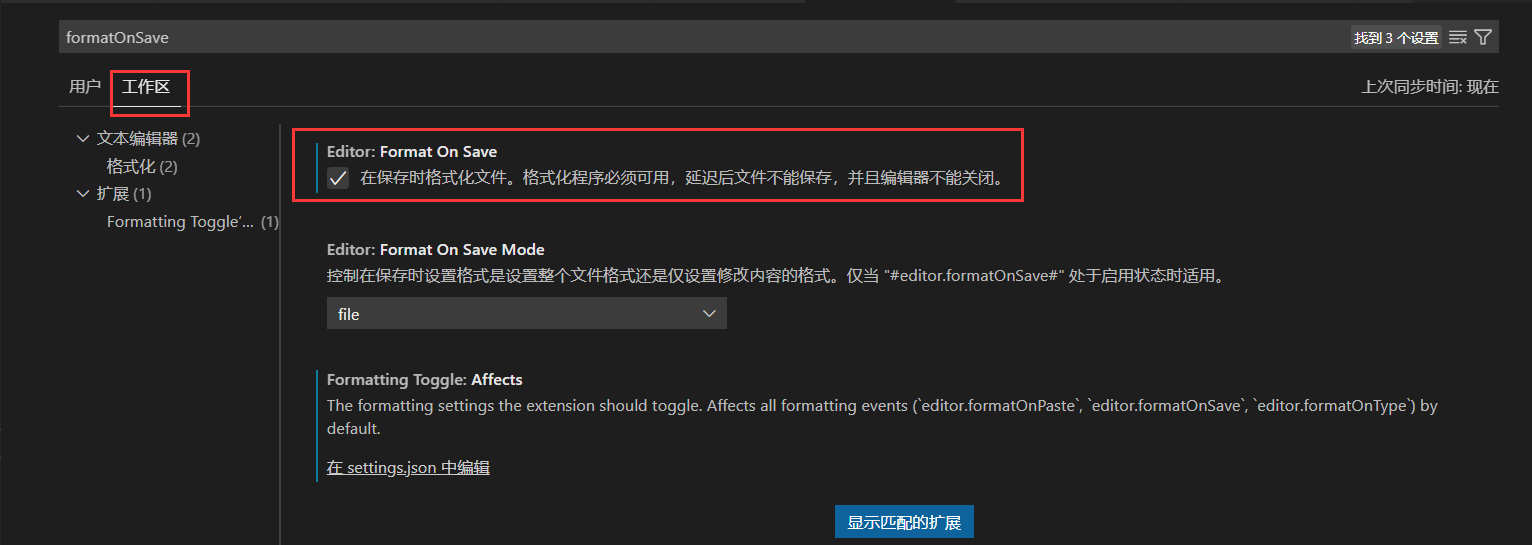 formatOnSave
找到 3 个设置
用户
工作区
上次同步时间: 现在
文本编辑器 (2)
格式化 (2)
扩展 (1)
Formatting Toggle'... (1)
Editor: Format On Save
在保存时格式化文件。格式化程序必须可用，延迟后文件不能保存，并且编辑器不能关闭。
Editor: Format On Save Mode
控制在保存时设置格式是设置整个文件格式还是仅设置修改内容的格式。仅当 "#editor.formatOnSave#" 处于启用状态时适用。
file
Formatting Toggle: Affects
The formatting settings the extension should toggle. Affects all formatting events (`editor.formatOnPaste`, `editor.formatOnSave`, `editor.formatOnType`) by
default.
在 settings.json 中编辑
显示匹配的扩展